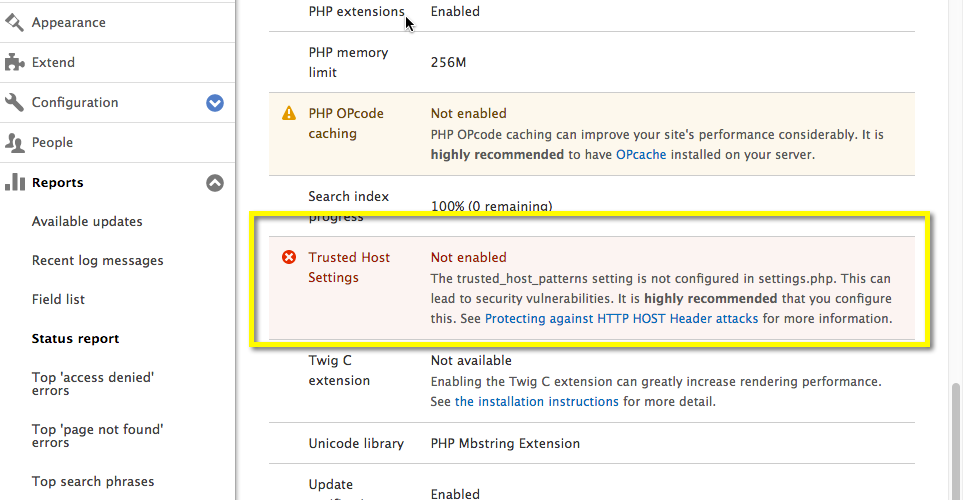 Appearance
Extend
Configuration
People
Reports
Available updates
Recent log messages
Field list
Status report
Top 'access denied'
errors
Top 'page not found'
errors
Top search phrases
PHP extensions Enabled
PHP memory
limit
256M
PHP OPcode
caching
Not enabled
PHP OPcode caching can improve your site's performance considerably. It is
highly recommended to have OPcache installed on your server.
Search index
progress
100% (0 remaining)
Trusted Host
Settings
Not enabled
The trusted_host_patterns setting is not configured in settings.php. This can
lead to security vulnerabilities. It is highly recommended that you configure
this. See Protecting against HTTP HOST Header attacks for more information.
Twig C
extension
Not available
Enabling the Twig C extension can greatly increase rendering performance.
See the installation instructions for more detail.
Unicode library PHP Mbstring Extension
Update
Enabled